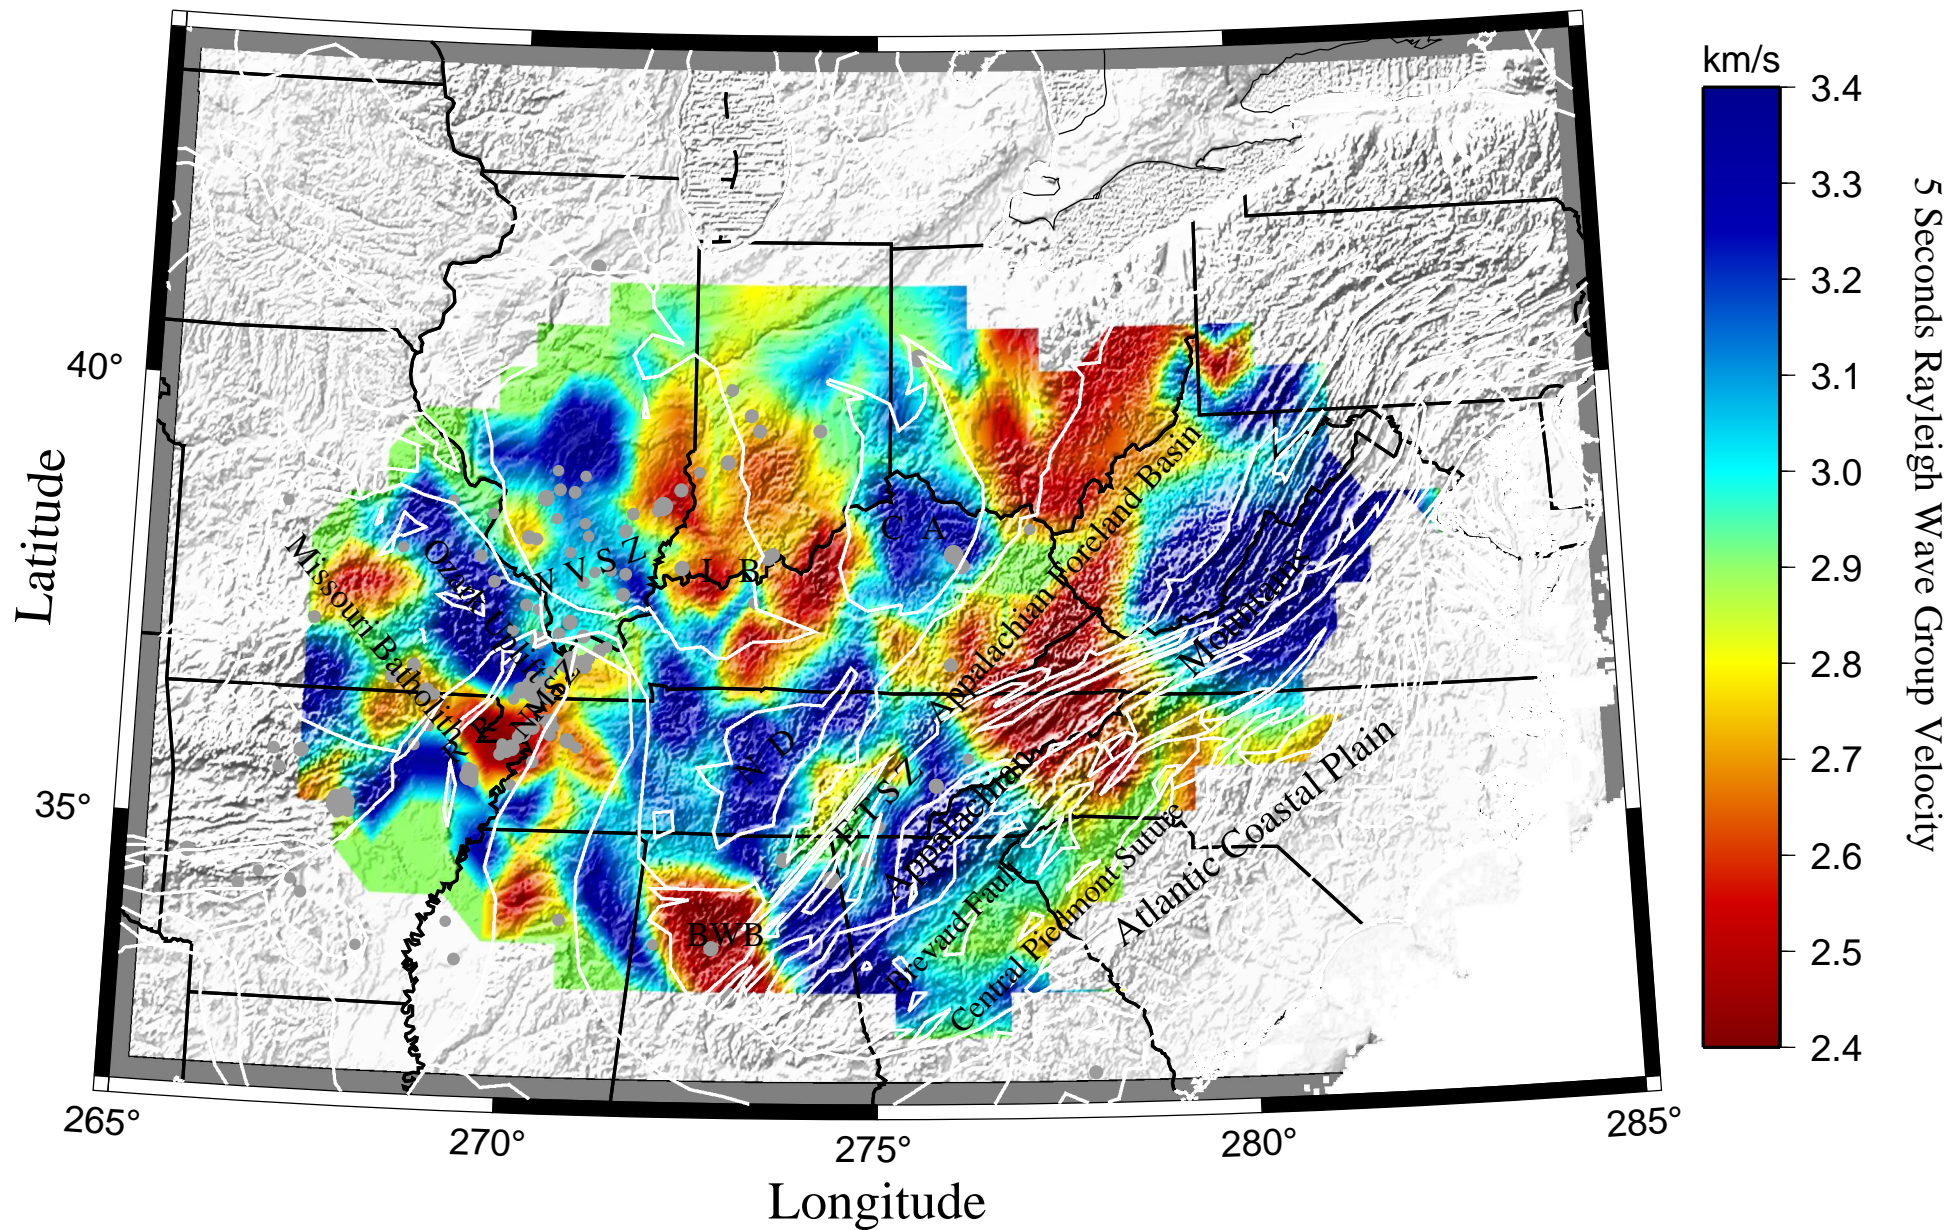 km/s
3.4
3.3
3.2
3.1
3.0
2.9
2.8
2.7
2.6
2.5
2.4
5 Seconds Rayleigh Wave Group Velocity
40°
35°
Latitude
265°
270°
275°
280°
285°
Longitude
Missouri Batholith
Ozark Uplift
W V S Z
I B
C A
Appalachian Foreland Basin
Mountains
NMSZ
R R
N D
E T S Z
Appalachian
BWB
Brevard Fault
Central Piedmont Suture
Atlantic Coastal Plain